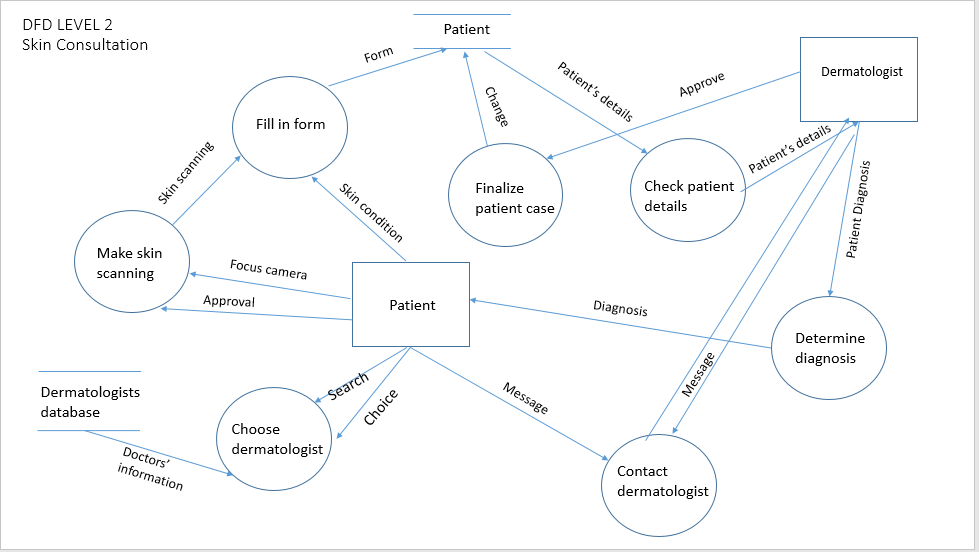 DFD LEVEL 2
Skin Consultation
Patient
Form
Fill in form
Change
Patient's details
Approve
Dermatologist
Finalize
patient case
Check patient
details
Patient's details
Patient Diagnosis
Skin scanning
Skin condition
Make skin
scanning
Focus camera
Approval
Patient
Diagnosis
Determine
diagnosis
Dermatologists
database
Search
Choice
Choose
dermatologist
Doctors'
information
Message
Message
Contact
dermatologist